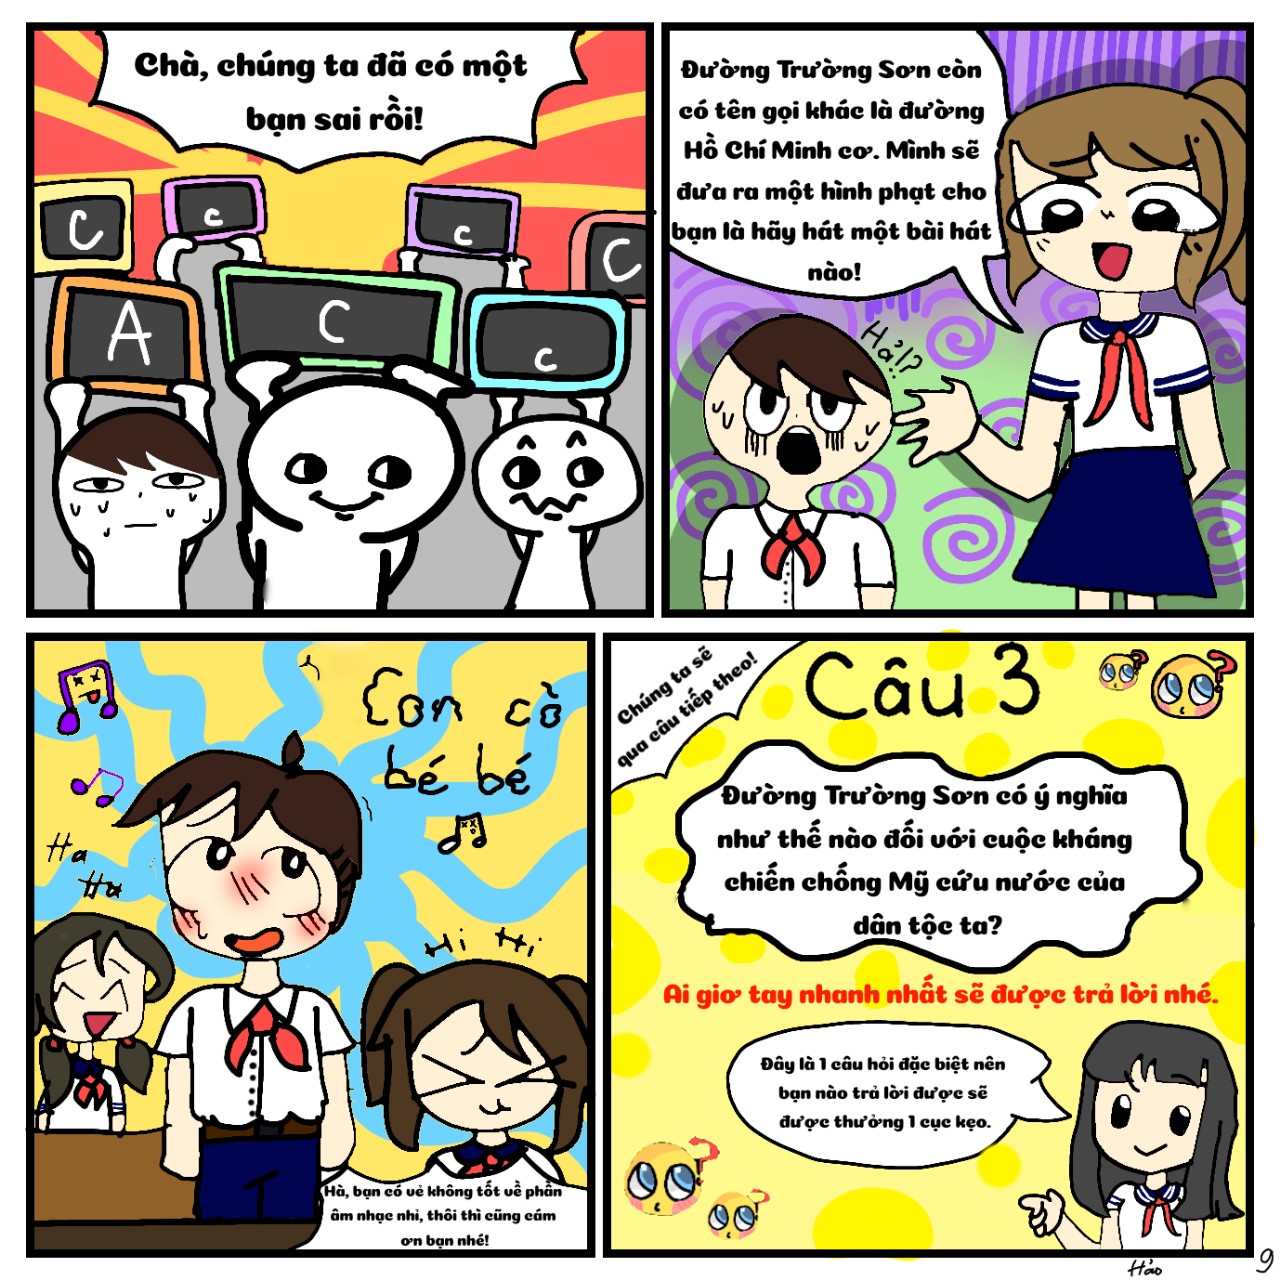 Chà, chúng ta đã có một
bạn sai rồi!
C
c
c
C
A
C
c
Đường Trường Sơn còn
có tên gọi khác là đường
Hồ Chí Minh cơ. Mình sẽ
đưa ra một hình phạt cho
bạn là hãy hát một bài hát
nào!
Hả!?
Con cò
bé bé
Ha
Ha
Hi Hi
Hà, bạn có vẻ không tốt về phần
âm nhạc nhỉ, thôi thì cũng cám
ơn bạn nhé!
Chúng ta sẽ
qua câu tiếp theo!
Câu 3
Đường Trường Sơn có ý nghĩa
như thế nào đối với cuộc kháng
chiến chống Mỹ cứu nước của
dân tộc ta?
Ai giơ tay nhanh nhất sẽ được trả lời nhé.
Đây là 1 câu hỏi đặc biệt nên
bạn nào trả lời được sẽ
được thưởng 1 cục kẹo.
Hảo
9